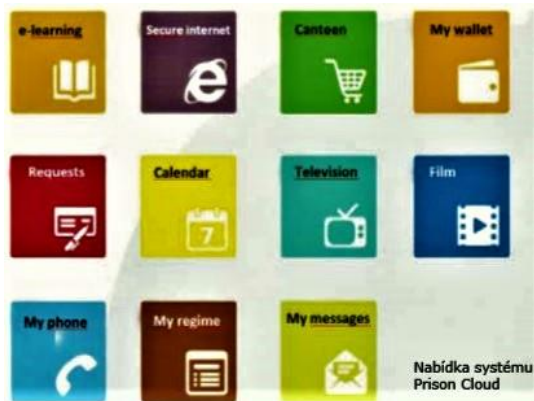 e-learning
Secure internet
Canteen
My wallet
Requests
Calendar
7
Television
Film
My phone
My regime
My messages
Nabídka systému
Prison Cloud